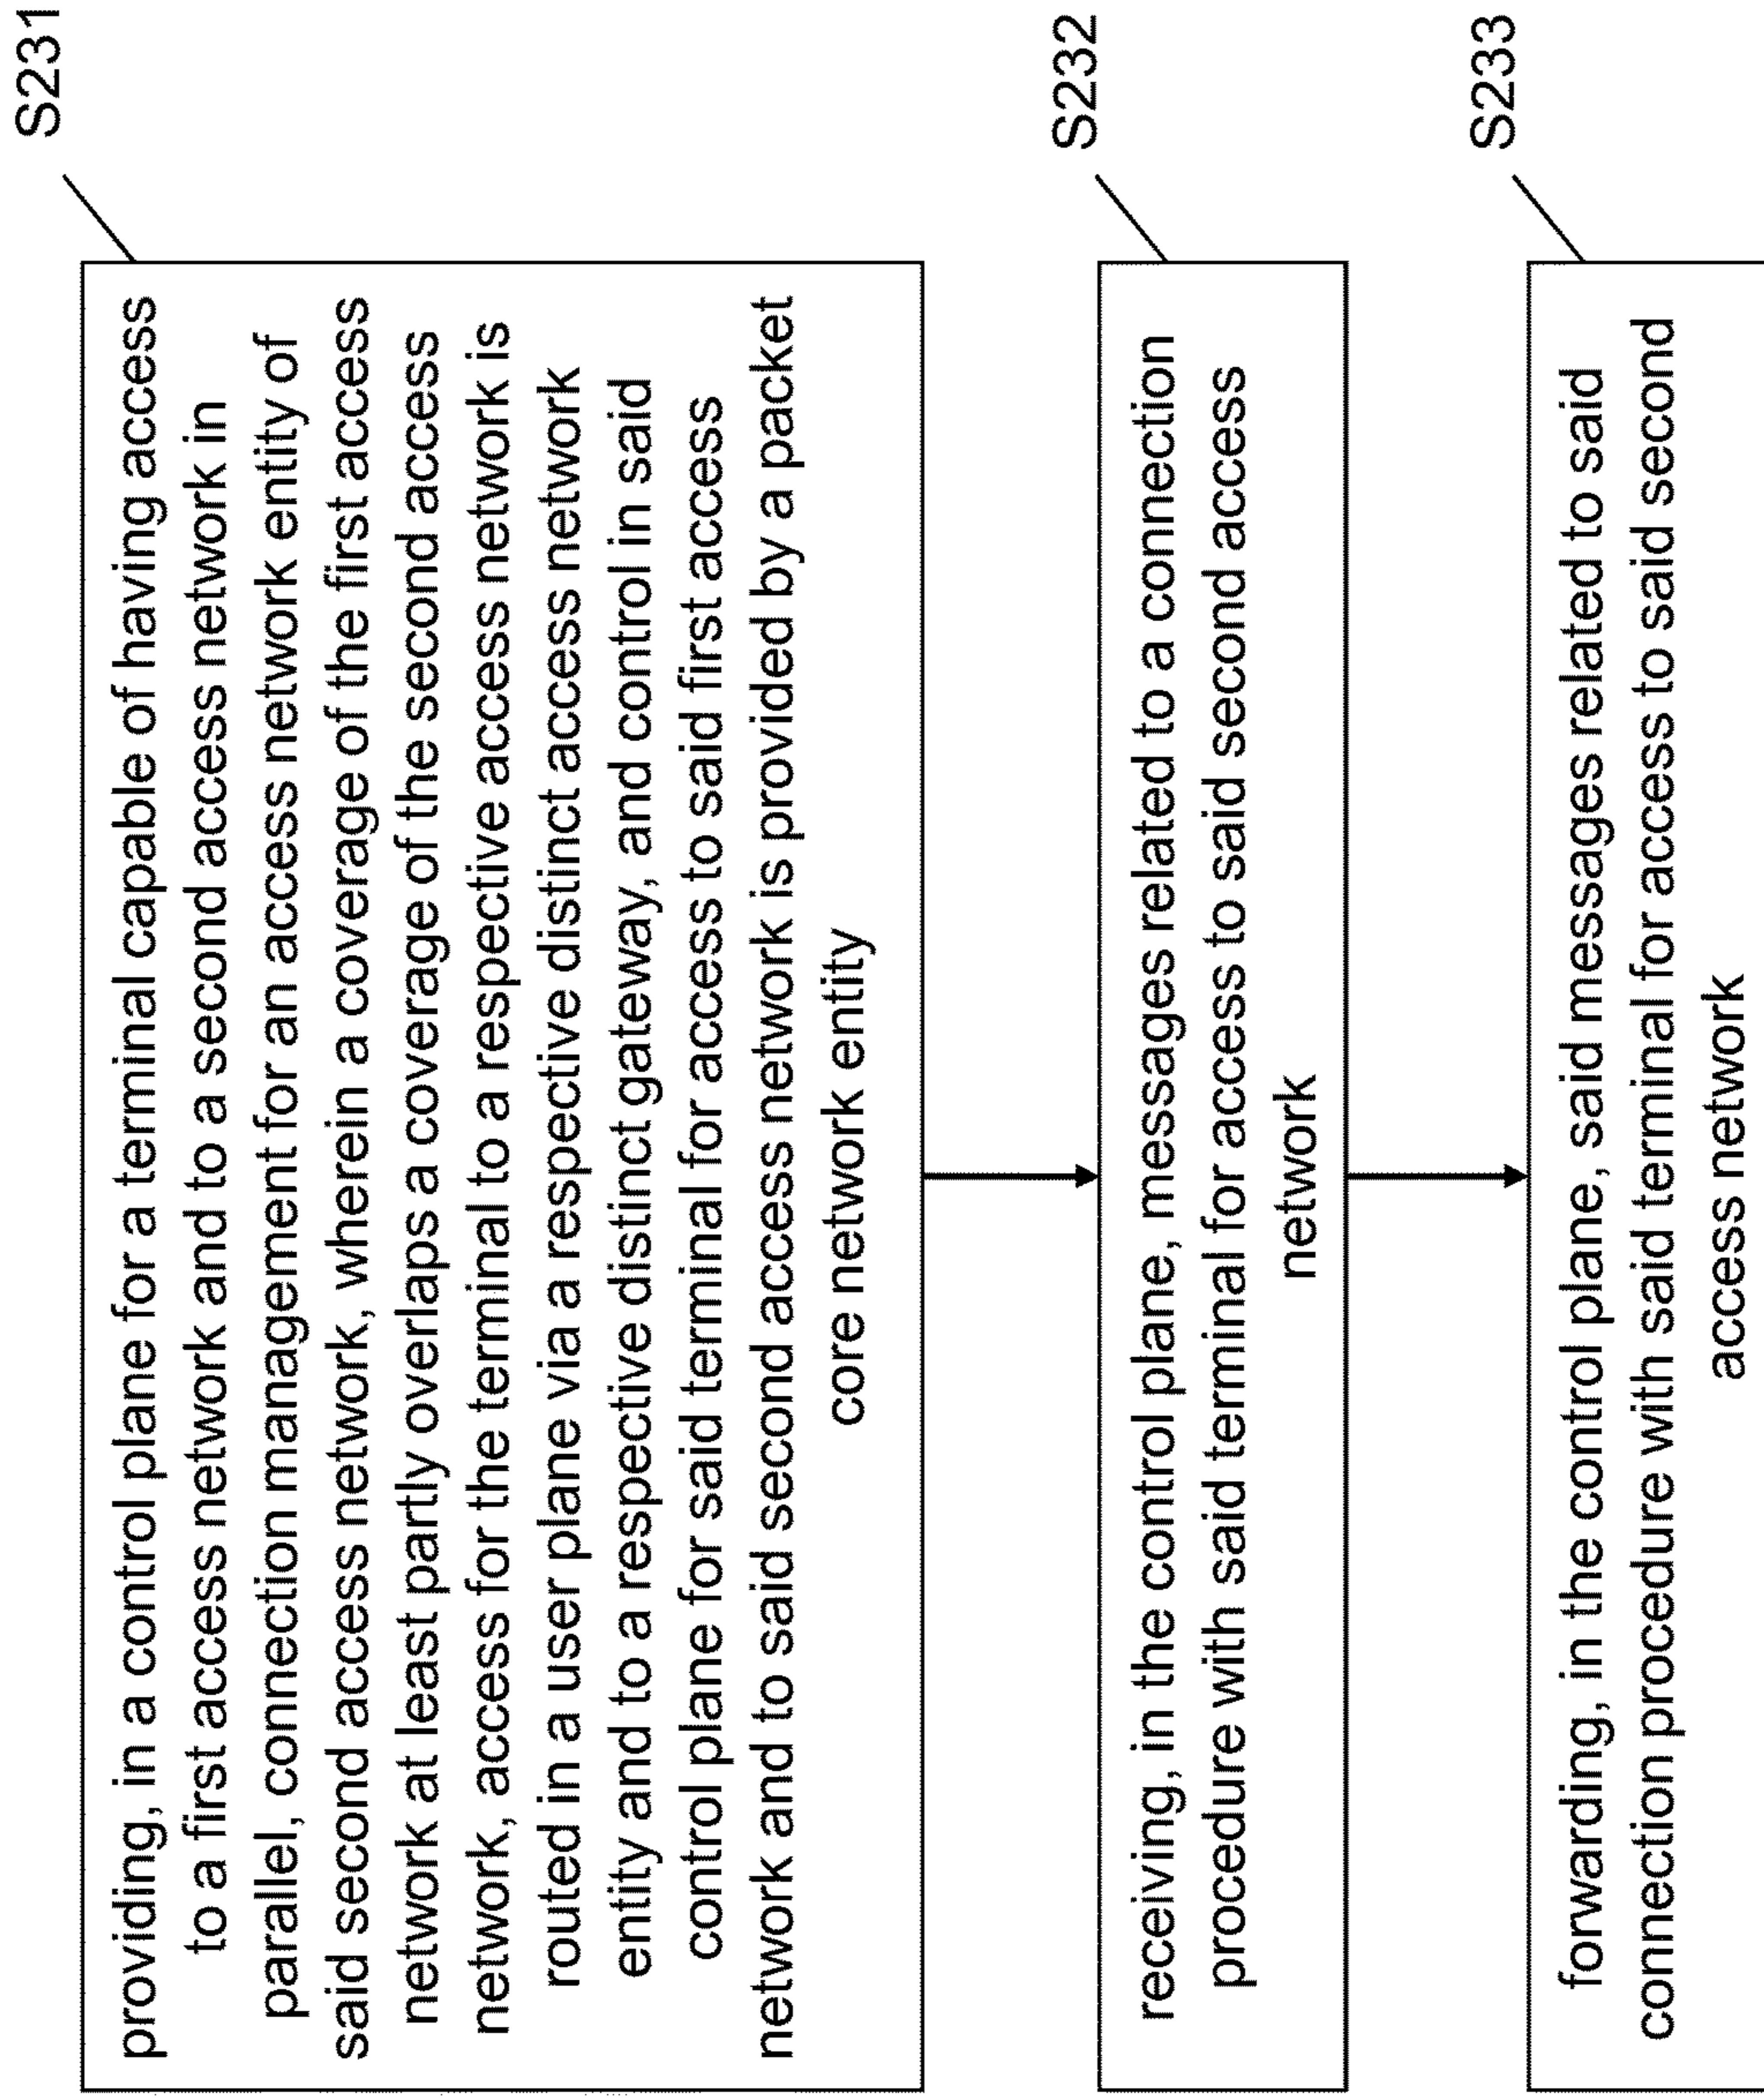 S231
providing, in a control plane for a terminal capable of having access
to a first access network and to a second access network in
parallel, connection management for an access network entity of
said second access network, wherein a coverage of the first access
network at least partly overlaps a coverage of the second access
network, access for the terminal to a respective access network is
routed in a user plane via a respective distinct access network
entity and to a respective distinct gateway, and control in said
control plane for said terminal for access to said first access
network and to said second access network is provided by a packet
core network entity
S232
receiving, in the control plane, messages related to a connection
procedure with said terminal for access to said second access
network
S233
forwarding, in the control plane, said messages related to said
connection procedure with said terminal for access to said second
access network